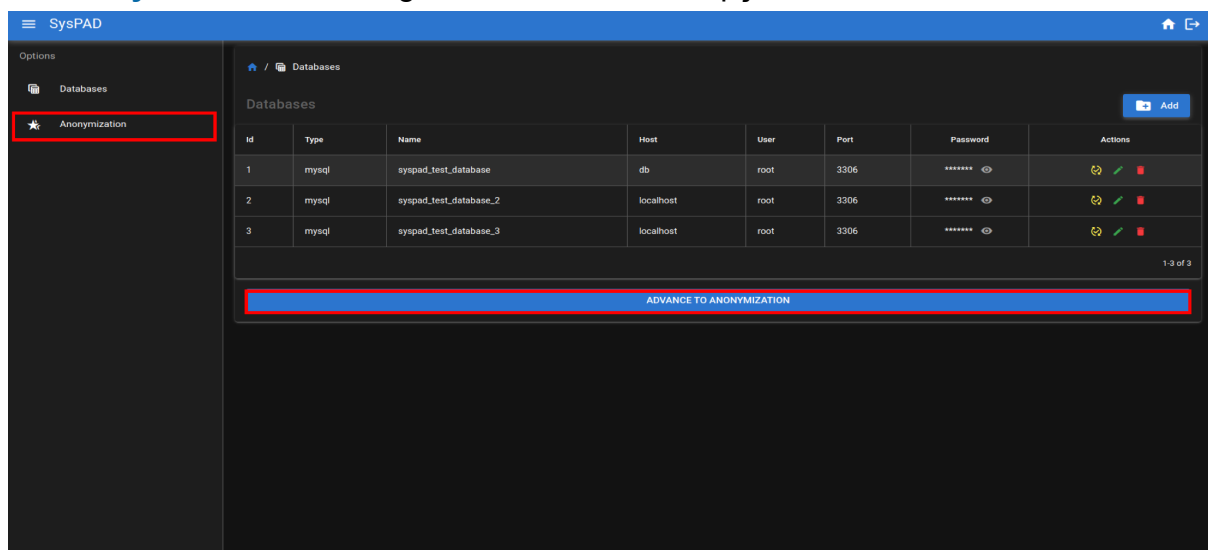 SysPAD
Options
Databases
Anonymization
/ Databases
Databases
Add
Id Type Name Host User Port Password Actions
1 mysql syspad_test_database db root 3306 *******
2 mysql syspad_test_database_2 localhost root 3306 *******
3 mysql syspad_test_database_3 localhost root 3306 *******
1-3 of 3
ADVANCE TO ANONYMIZATION